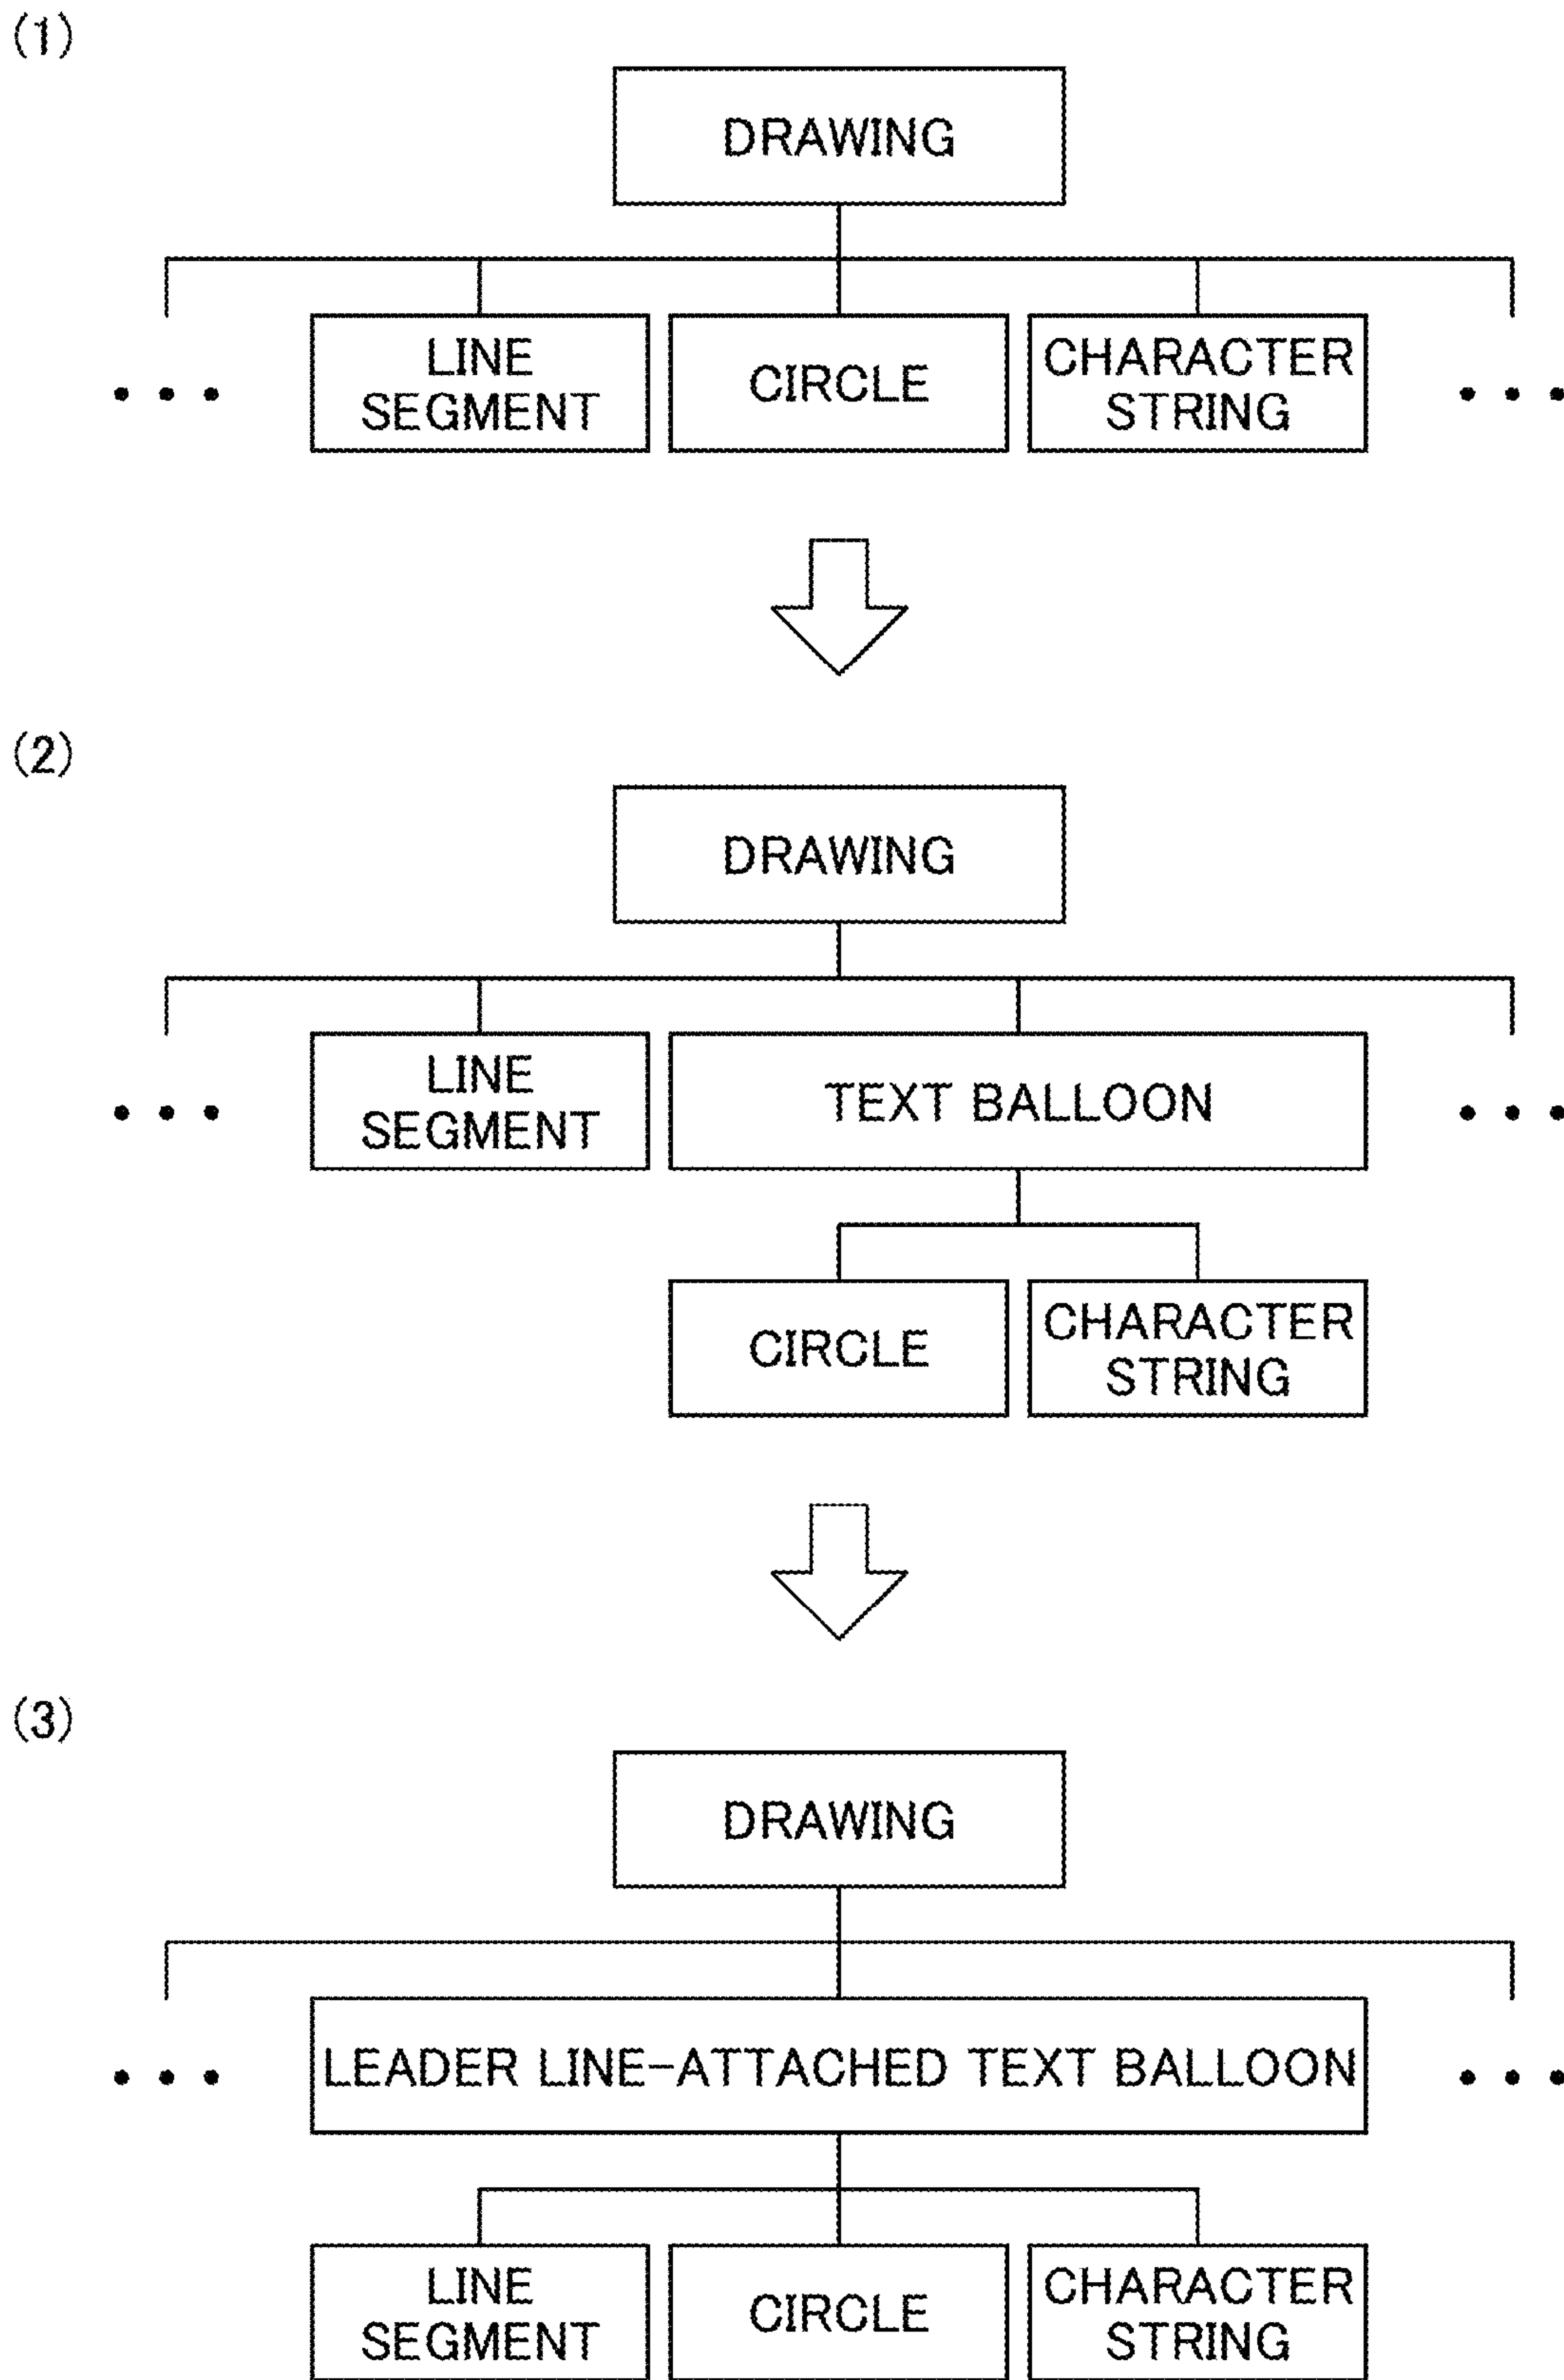 (1)
DRAWING
LINE
SEGMENT
CIRCLE
CHARACTER
STRING
• • •
• • •
(2)
DRAWING
LINE
SEGMENT
TEXT BALLOON
• • •
• • •
CIRCLE
CHARACTER
STRING
(3)
DRAWING
• • •
LEADER LINE-ATTACHED TEXT BALLOON
• • •
LINE
SEGMENT
CIRCLE
CHARACTER
STRING